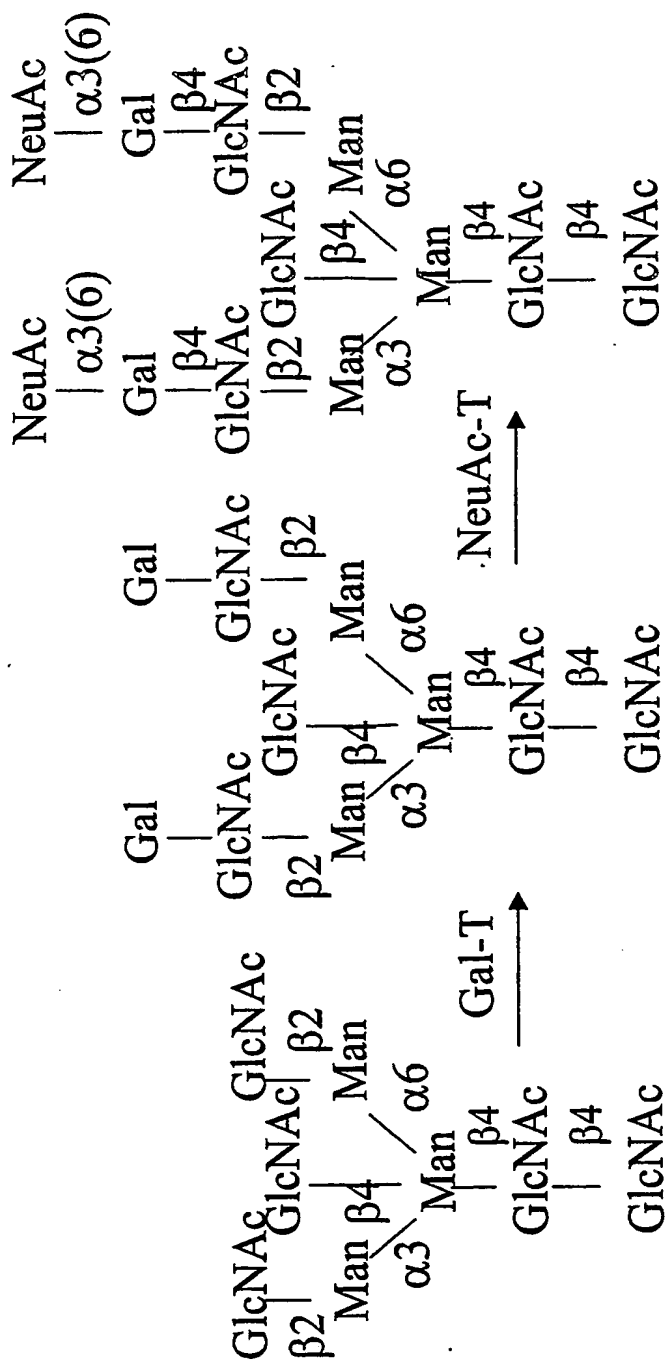 GlcNAc GlcNAc
GlcNAc
β2 β4 β2
Man Man
α3 α6
Man
β4
GlcNAc
β4
GlcNAc
Gal-T
Gal Gal
GlcNAc GlcNAc
β2 β2
GlcNAc
Man β4 Man
α3 α6
Man
β4
GlcNAc
β4
GlcNAc
NeuAc-T
NeuAc NeuAc
α3(6) α3(6)
Gal Gal
β4 β4
GlcNAc GlcNAc
β2 β2
GlcNAc
Man β4 Man
α3 α6
Man
β4
GlcNAc
β4
GlcNAc